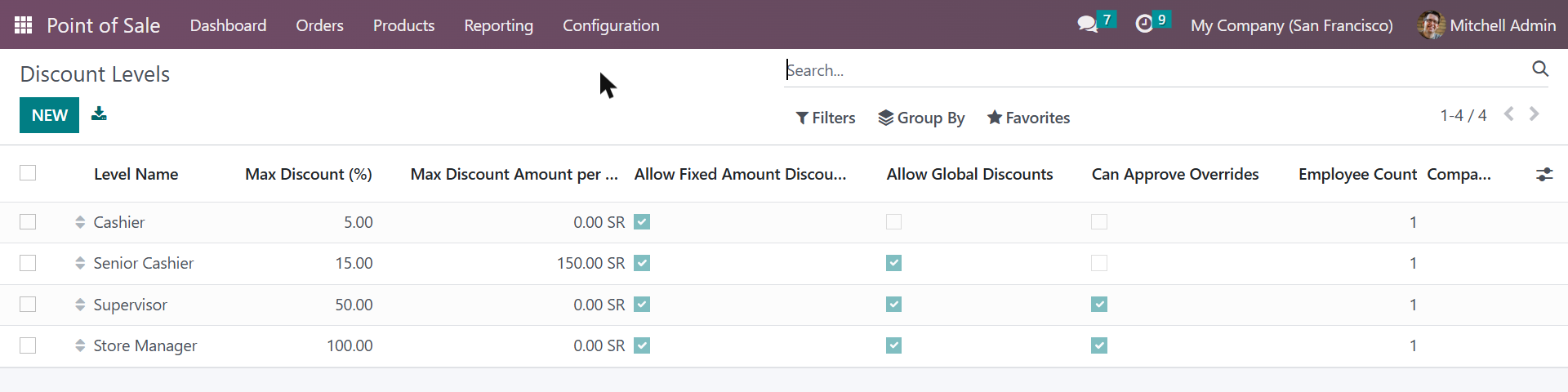 Point of Sale Dashboard Orders Products Reporting Configuration 7 9 My Company (San Francisco) Mitchell Admin
Discount Levels Search...
NEW Filters Group By Favorites 1-4 / 4
Level Name Max Discount (%) Max Discount Amount per ... Allow Fixed Amount Discou... Allow Global Discounts Can Approve Overrides Employee Count Compa...
Cashier 5.00 0.00 SR 1
Senior Cashier 15.00 150.00 SR 1
Supervisor 50.00 0.00 SR 1
Store Manager 100.00 0.00 SR 1